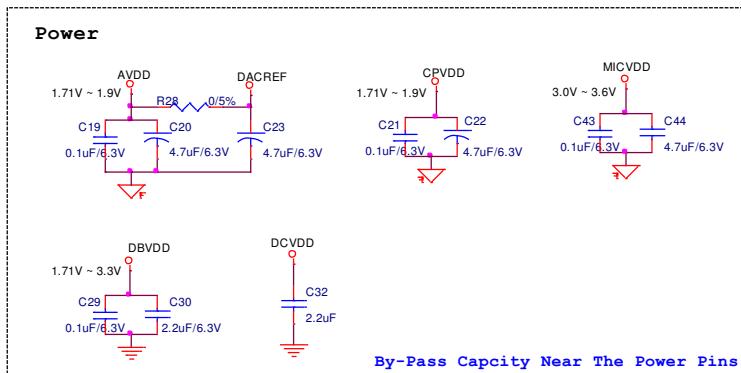 Power
AVDD
DACREF
1.71V ~ 1.9V
R28
0/5%
C19
C20
C23
0.1uF/6.3V
4.7uF/6.3V
4.7uF/6.3V
CPVDD
1.71V ~ 1.9V
C21
C22
0.1uF/6.3V
4.7uF/6.3V
MICVDD
3.0V ~ 3.6V
C43
C44
0.1uF/6.3V
4.7uF/6.3V
DBVDD
1.71V ~ 3.3V
C29
C30
0.1uF/6.3V
2.2uF/6.3V
DCVDD
C32
2.2uF
By-Pass Capcity Near The Power Pins